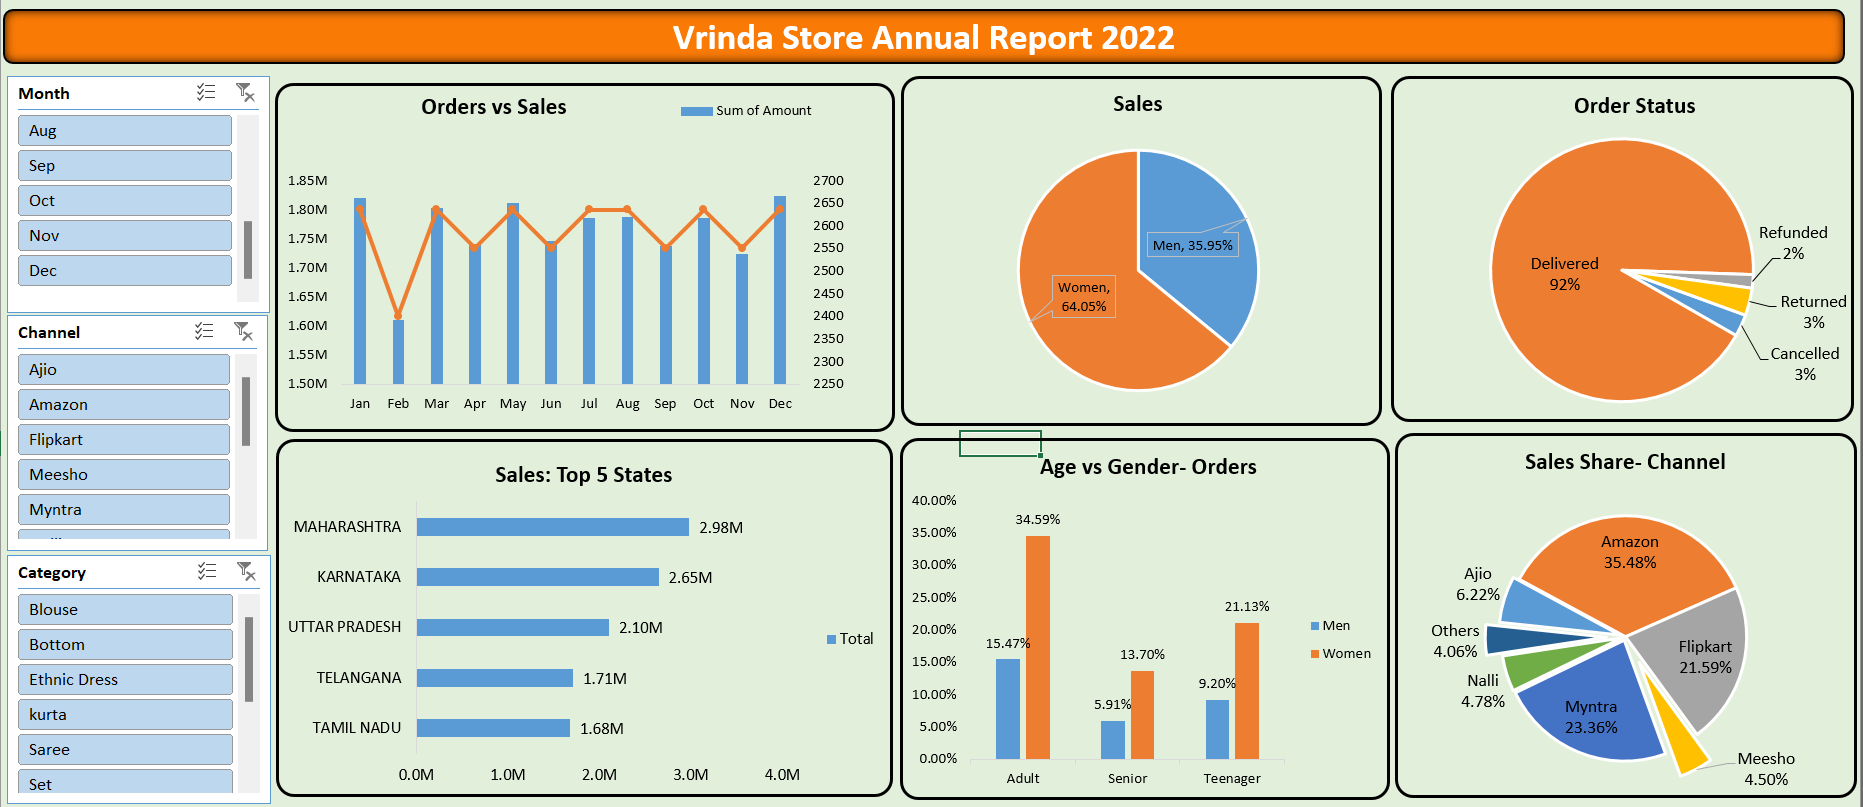 Vrinda Store Annual Report 2022
Month
Aug
Sep
Oct
Nov
Dec
Channel
Ajio
Amazon
Flipkart
Meesho
Myntra
Category
Blouse
Bottom
Ethnic Dress
kurta
Saree
Set
Orders vs Sales
Sum of Amount
1.85M
1.80M
1.75M
1.70M
1.65M
1.60M
1.55M
1.50M
2700
2650
2600
2550
2500
2450
2400
2350
2300
2250
Jan Feb Mar Apr May Jun Jul Aug Sep Oct Nov Dec
Sales
Men, 35.95%
Women,
64.05%
Order Status
Delivered
92%
Refunded
2%
Returned
3%
Cancelled
3%
Sales: Top 5 States
MAHARASHTRA 2.98M
KARNATAKA 2.65M
UTTAR PRADESH 2.10M
TELANGANA 1.71M
TAMIL NADU 1.68M
0.0M 1.0M 2.0M 3.0M 4.0M
Total
Age vs Gender- Orders
40.00%
35.00%
30.00%
25.00%
20.00%
15.00%
10.00%
5.00%
0.00%
15.47% 34.59%
5.91% 13.70%
9.20% 21.13%
Adult Senior Teenager
Men
Women
Sales Share- Channel
Amazon
35.48%
Flipkart
21.59%
Meesho
4.50%
Myntra
23.36%
Nalli
4.78%
Others
4.06%
Ajio
6.22%